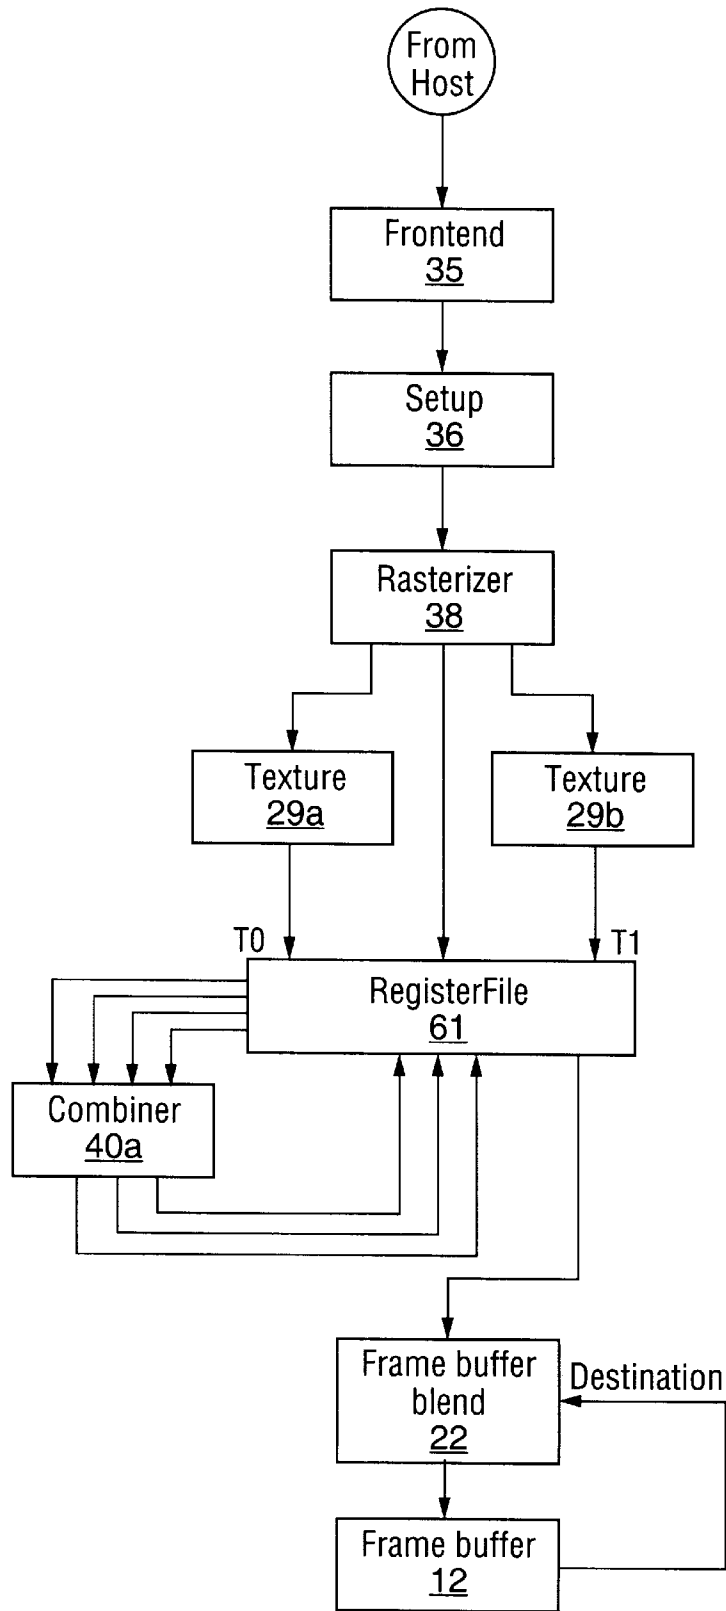 From
Host
Frontend
35
Setup
36
Rasterizer
38
Texture
29a
Texture
29b
T0
T1
RegisterFile
61
Combiner
40a
Frame buffer
blend
22
Destination
Frame buffer
12